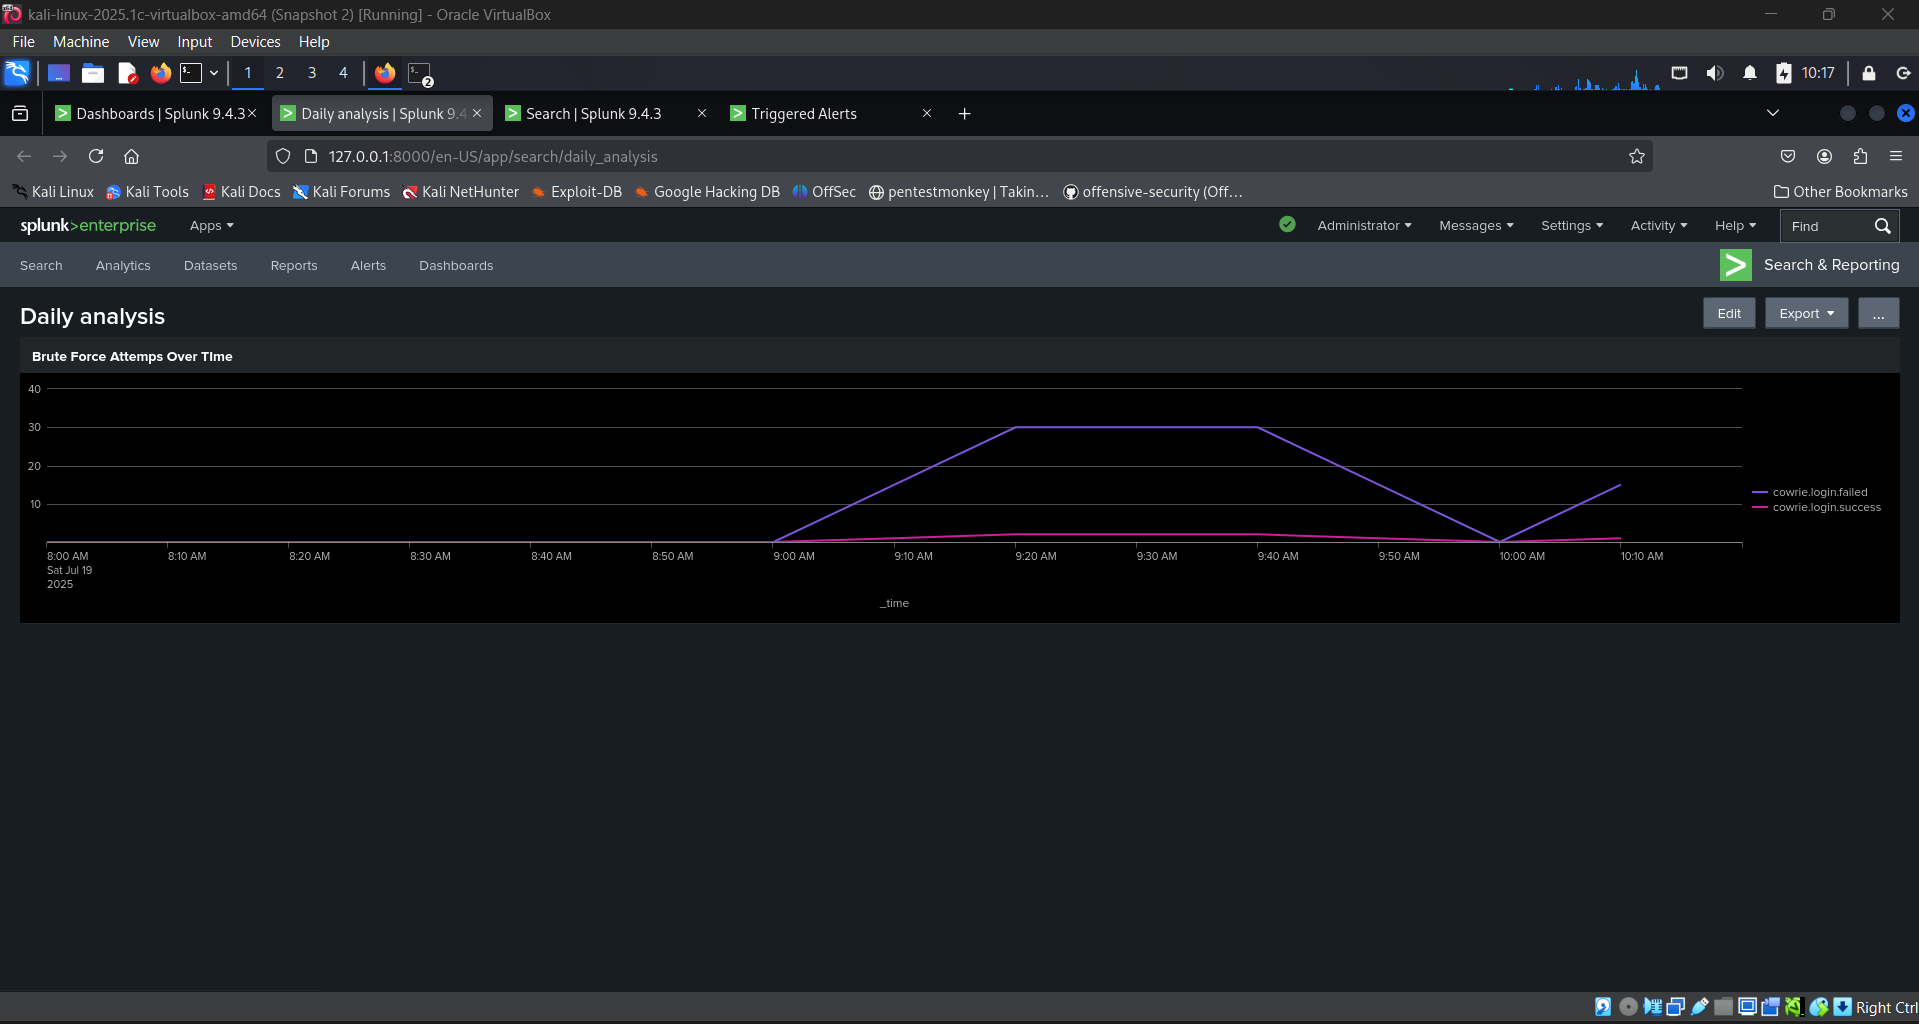 kali-linux-2025.1c-virtualbox-amd64 (Snapshot 2) [Running] - Oracle VirtualBox
File Machine View Input Devices Help
1 2 3 4 2 10:17
Dashboards | Splunk 9.4.3 Daily analysis | Splunk 9.4 Search | Splunk 9.4.3 Triggered Alerts
127.0.0.1:8000/en-US/app/search/daily_analysis
Kali Linux Kali Tools Kali Docs Kali Forums Kali NetHunter Exploit-DB Google Hacking DB OffSec pentestmonkey | Takin… offensive-security (Off… Other Bookmarks
splunk>enterprise Apps Administrator Messages Settings Activity Help Find
Search Analytics Datasets Reports Alerts Dashboards Search & Reporting
Daily analysis Edit Export ...
Brute Force Attemps Over TIme
40
30
20
10
cowrie.login.failed
cowrie.login.success
8:00 AM 8:10 AM 8:20 AM 8:30 AM 8:40 AM 8:50 AM 9:00 AM 9:10 AM 9:20 AM 9:30 AM 9:40 AM 9:50 AM 10:00 AM 10:10 AM
Sat Jul 19
2025
_time
Right Ctrl